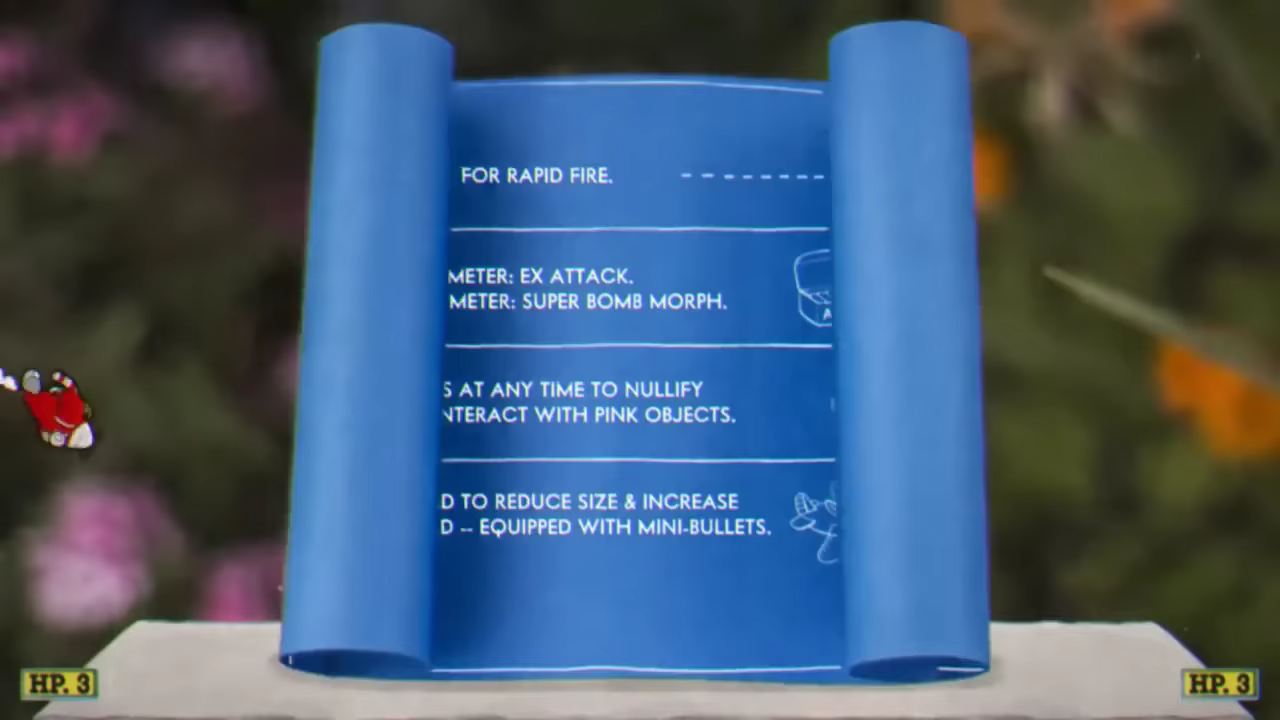 FOR RAPID FIRE.
METER: EX ATTACK.
METER: SUPER BOMB MORPH.
S AT ANY TIME TO NULLIFY
NTERACT WITH PINK OBJECTS.
D TO REDUCE SIZE & INCREASE
D -- EQUIPPED WITH MINI-BULLETS.
A
HP. 3
HP. 3